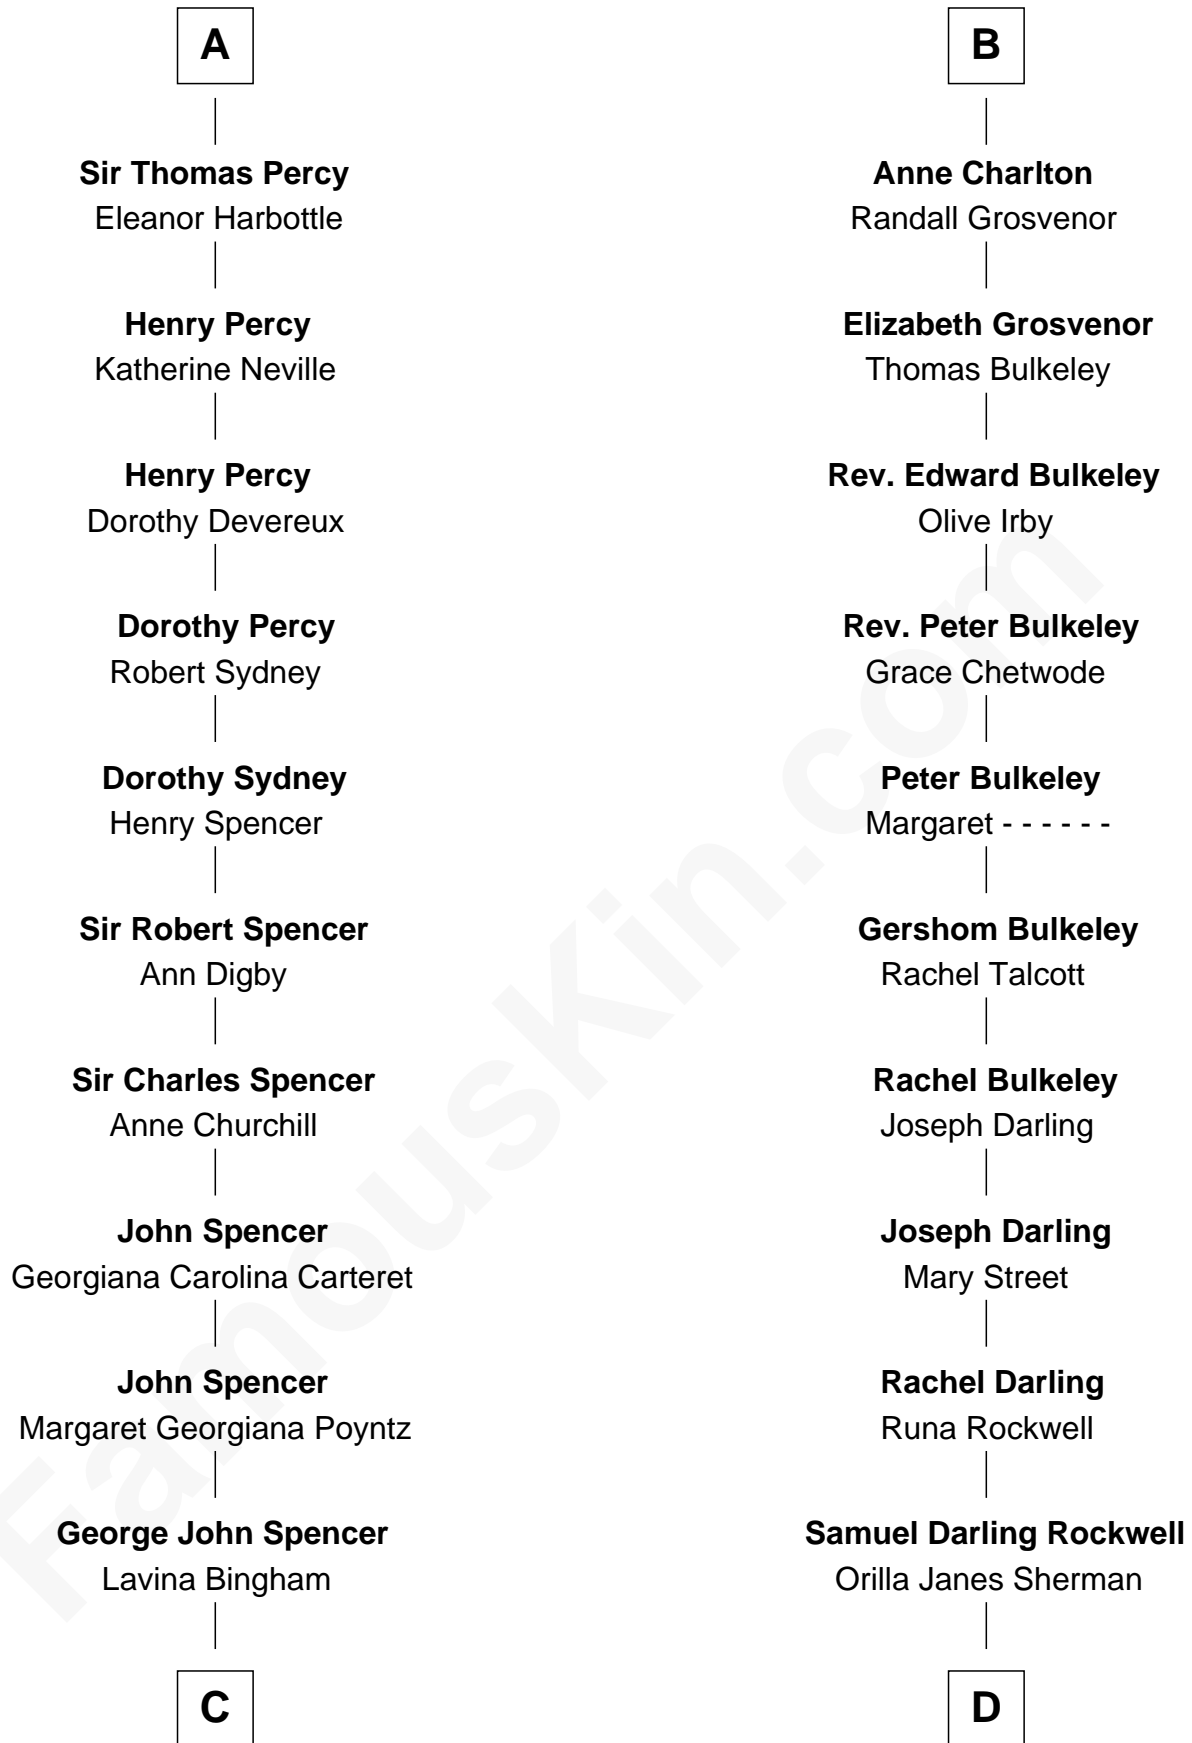 A
Sir Thomas Percy
Eleanor Harbottle
Henry Percy
Katherine Neville
Henry Percy
Dorothy Devereux
Dorothy Percy
Robert Sydney
Dorothy Sydney
Henry Spencer
Sir Robert Spencer
Ann Digby
Sir Charles Spencer
Anne Churchill
John Spencer
Georgiana Carolina Carteret
John Spencer
Margaret Georgiana Poyntz
George John Spencer
Lavina Bingham
C
B
Anne Charlton
Randall Grosvenor
Elizabeth Grosvenor
Thomas Bulkeley
Rev. Edward Bulkeley
Olive Irby
Rev. Peter Bulkeley
Grace Chetwode
Peter Bulkeley
Margaret - - - - - -
Gershom Bulkeley
Rachel Talcott
Rachel Bulkeley
Joseph Darling
Joseph Darling
Mary Street
Rachel Darling
Runa Rockwell
Samuel Darling Rockwell
Orilla Janes Sherman
D
FamousKin.com